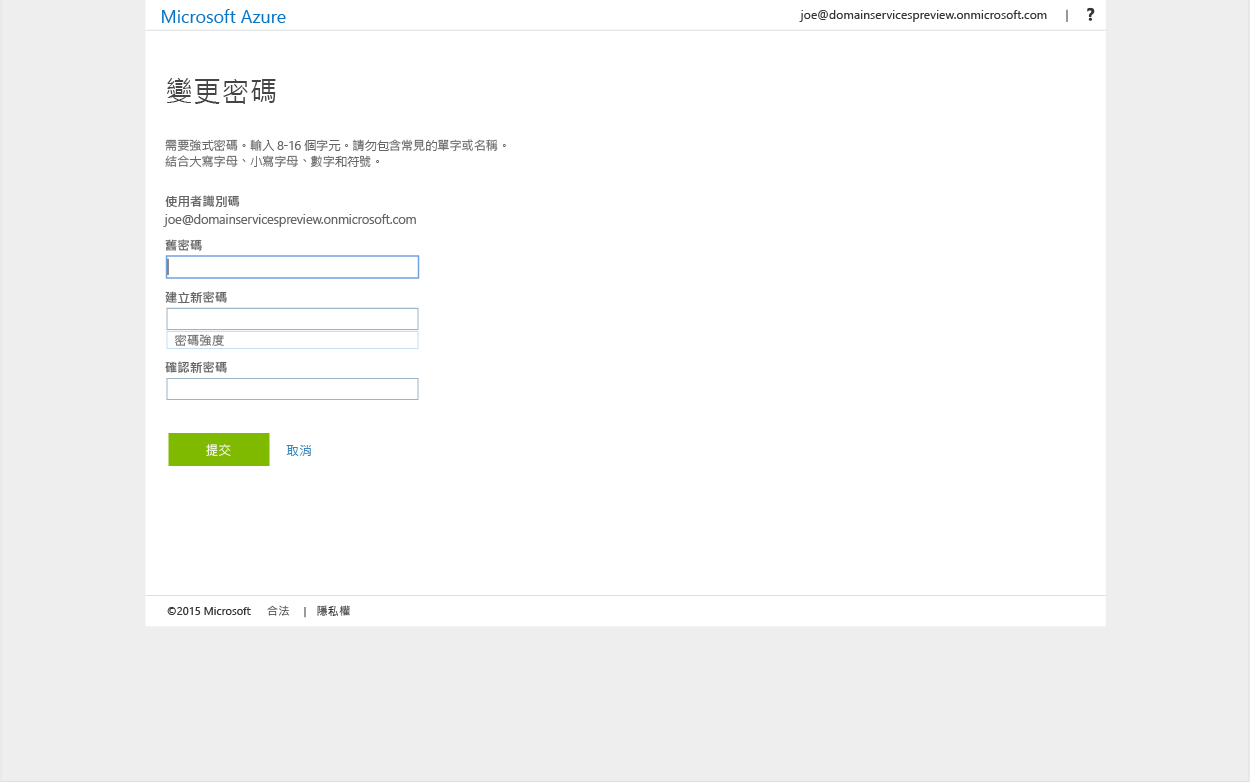 Microsoft Azure
joe@domainservicespreview.onmicrosoft.com | ?
變更密碼
需要強式密碼。輸入 8-16 個字元。請勿包含常見的單字或名稱。
結合大寫字母、小寫字母、數字和符號。
使用者識別碼
joe@domainservicespreview.onmicrosoft.com
舊密碼
建立新密碼
密碼強度
確認新密碼
提交 取消
©2015 Microsoft 合法 | 隱私權